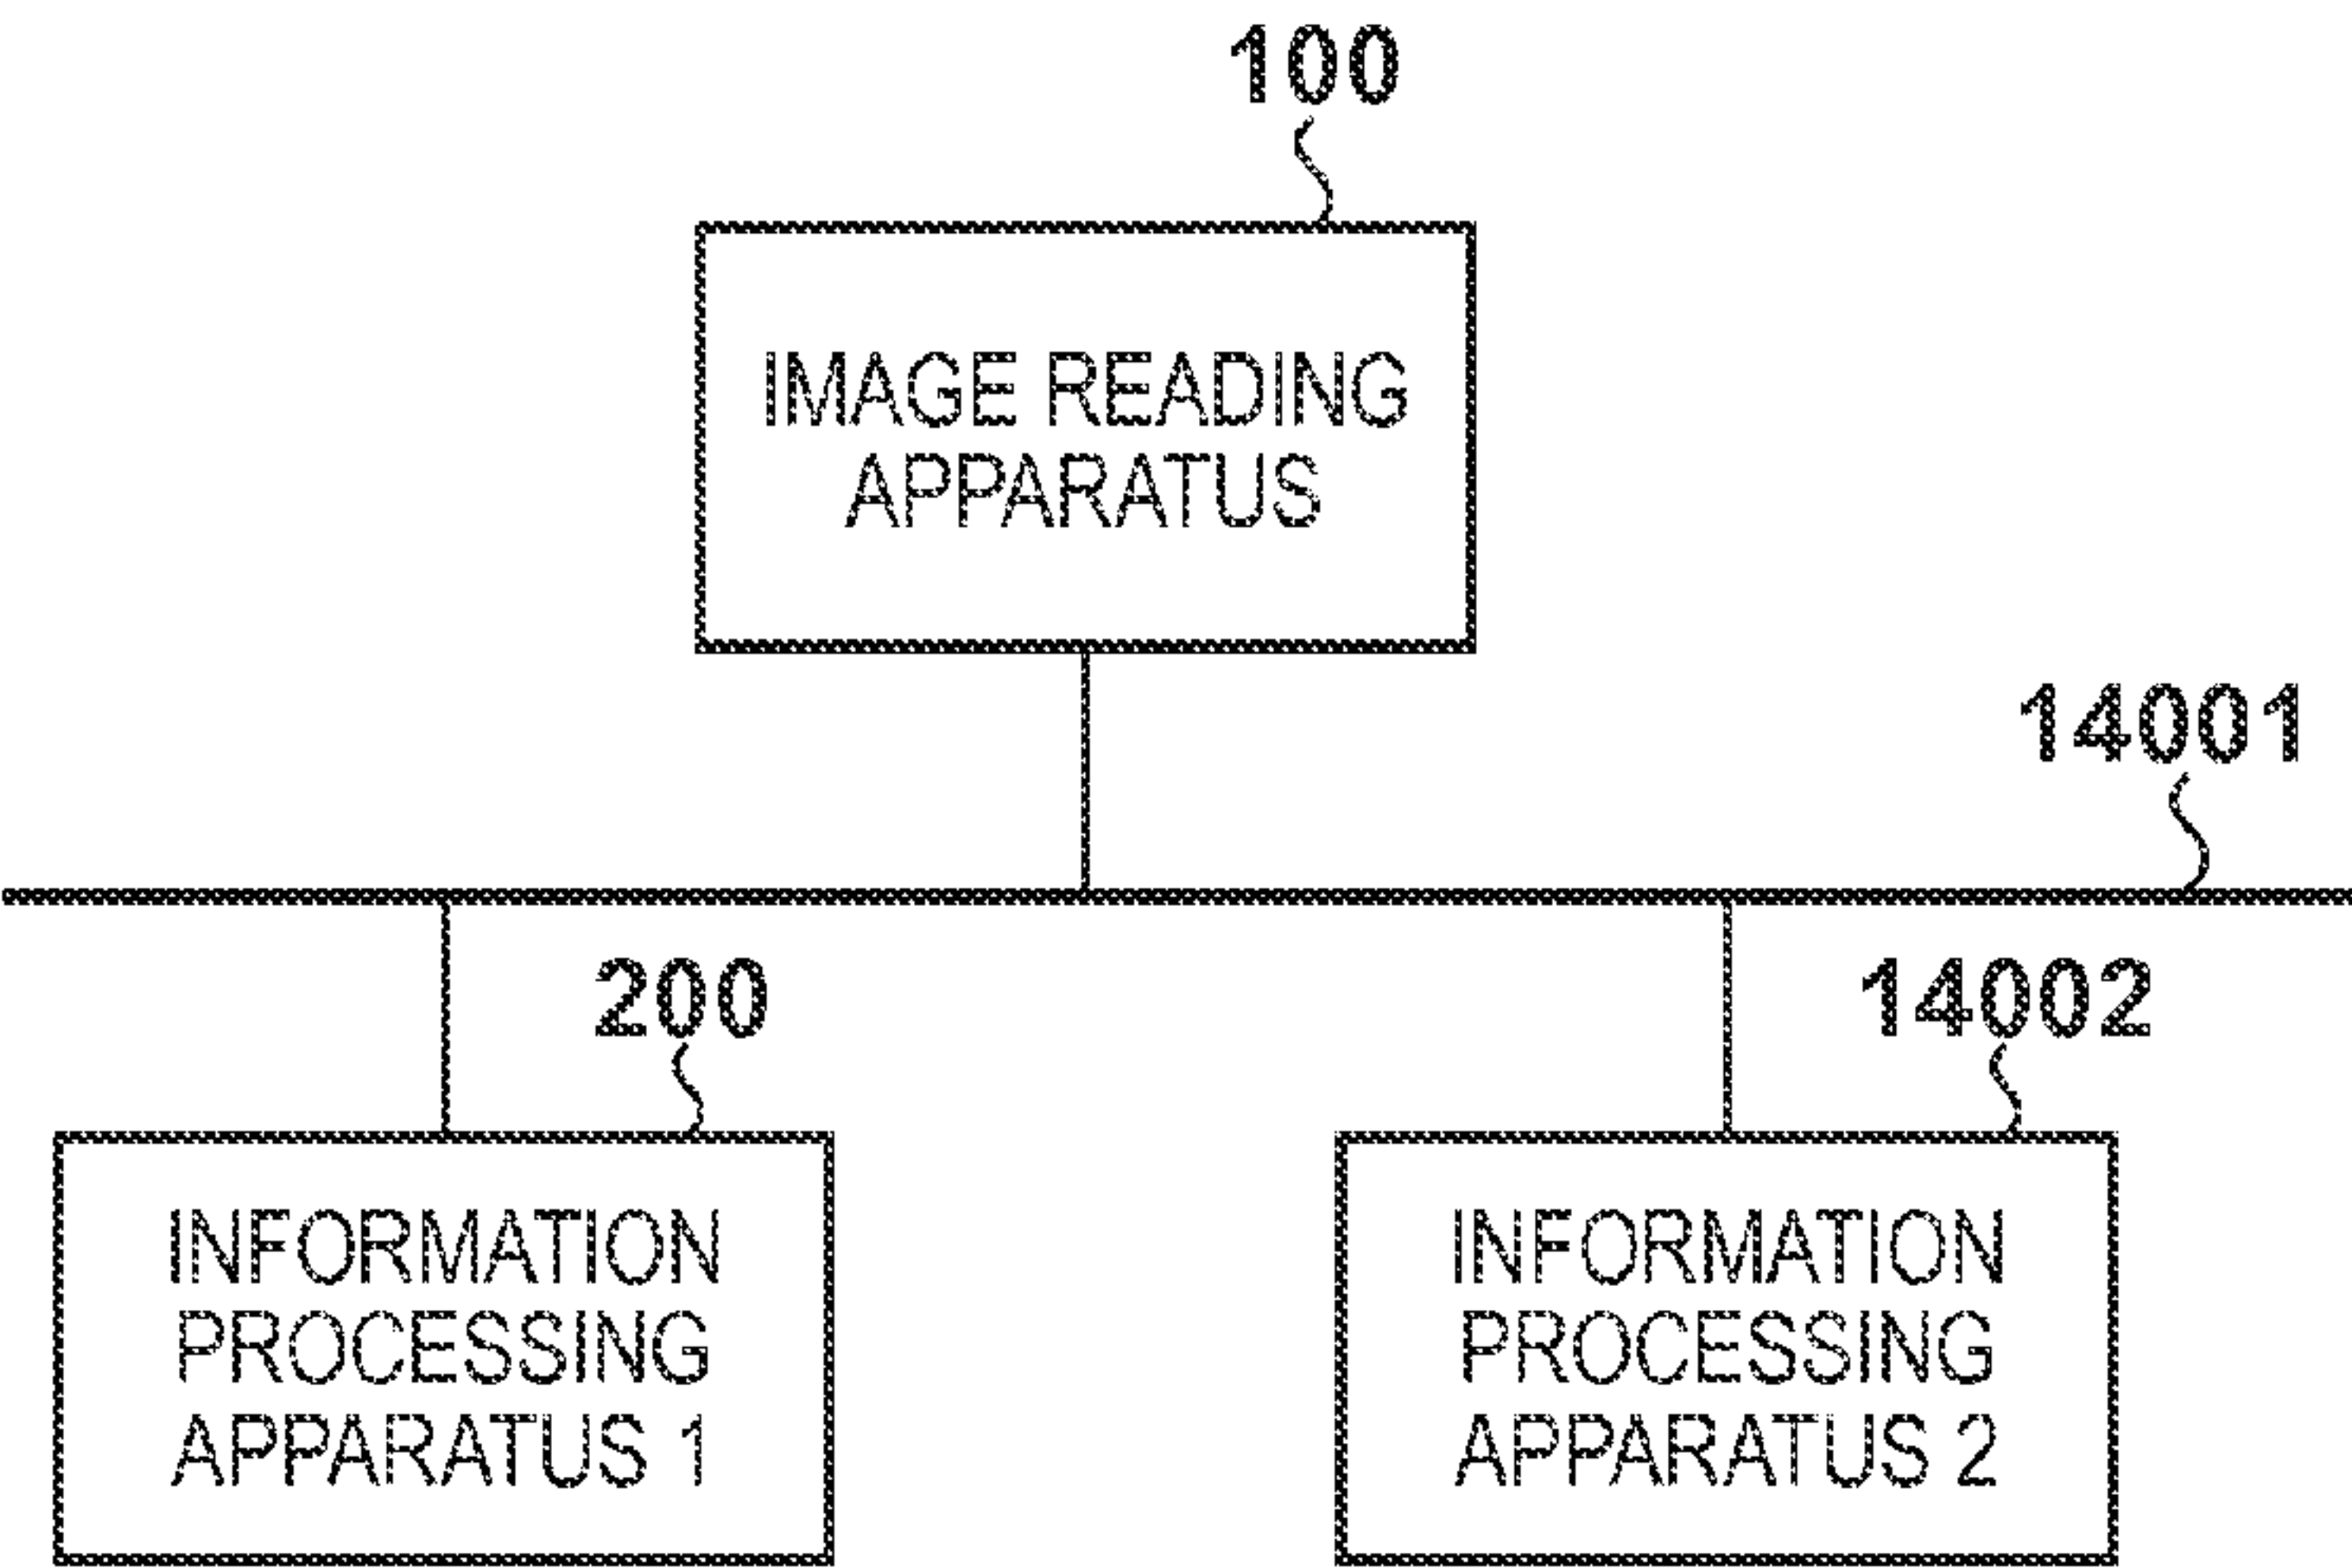 100
IMAGE READING
APPARATUS
14001
200
14002
INFORMATION
PROCESSING
APPARATUS 1
INFORMATION
PROCESSING
APPARATUS 2